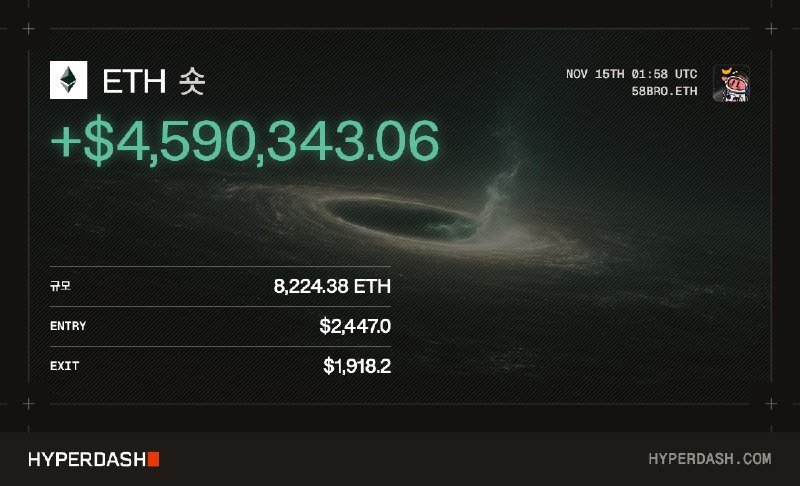 ETH 숏
NOV 15TH 01:58 UTC
58BRO.ETH
+$4,590,343.06
규모 8,224.38 ETH
ENTRY $2,447.0
EXIT $1,918.2
HYPERDASH
HYPERDASH.COM